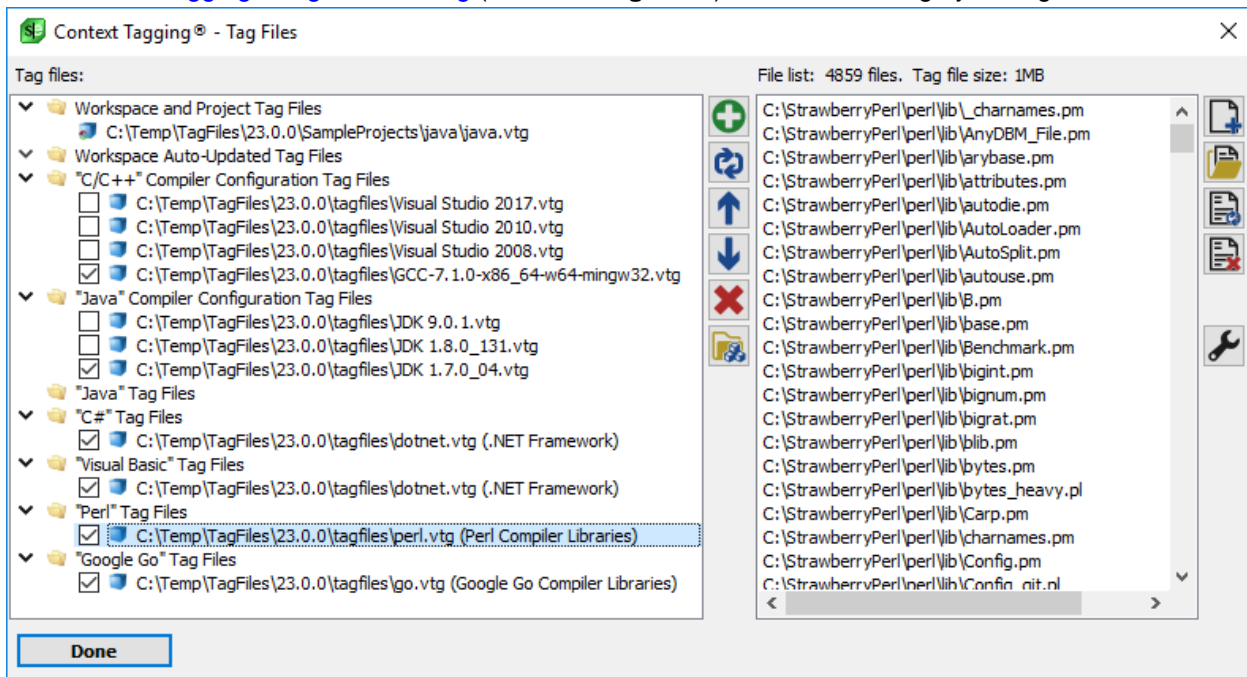 Context Tagging® - Tag Files
Tag files:
Workspace and Project Tag Files
C:\Temp\TagFiles\23.0.0\SampleProjects\java\java.vtg
Workspace Auto-Updated Tag Files
"C/C++" Compiler Configuration Tag Files
C:\Temp\TagFiles\23.0.0\tagfiles\Visual Studio 2017.vtg
C:\Temp\TagFiles\23.0.0\tagfiles\Visual Studio 2010.vtg
C:\Temp\TagFiles\23.0.0\tagfiles\Visual Studio 2008.vtg
C:\Temp\TagFiles\23.0.0\tagfiles\GCC-7.1.0-x86_64-w64-mingw32.vtg
"Java" Compiler Configuration Tag Files
C:\Temp\TagFiles\23.0.0\tagfiles\JDK 9.0.1.vtg
C:\Temp\TagFiles\23.0.0\tagfiles\JDK 1.8.0_131.vtg
C:\Temp\TagFiles\23.0.0\tagfiles\JDK 1.7.0_04.vtg
"Java" Tag Files
"C#" Tag Files
C:\Temp\TagFiles\23.0.0\tagfiles\dotnet.vtg (.NET Framework)
"Visual Basic" Tag Files
C:\Temp\TagFiles\23.0.0\tagfiles\dotnet.vtg (.NET Framework)
"Perl" Tag Files
C:\Temp\TagFiles\23.0.0\tagfiles\perl.vtg (Perl Compiler Libraries)
"Google Go" Tag Files
C:\Temp\TagFiles\23.0.0\tagfiles\go.vtg (Google Go Compiler Libraries)
File list: 4859 files. Tag file size: 1MB
C:\StrawberryPerl\perl\lib\_charnames.pm
C:\StrawberryPerl\perl\lib\AnyDBM_File.pm
C:\StrawberryPerl\perl\lib\arybase.pm
C:\StrawberryPerl\perl\lib\attributes.pm
C:\StrawberryPerl\perl\lib\autodie.pm
C:\StrawberryPerl\perl\lib\AutoLoader.pm
C:\StrawberryPerl\perl\lib\AutoSplit.pm
C:\StrawberryPerl\perl\lib\autouse.pm
C:\StrawberryPerl\perl\lib\B.pm
C:\StrawberryPerl\perl\lib\base.pm
C:\StrawberryPerl\perl\lib\Benchmark.pm
C:\StrawberryPerl\perl\lib\bigint.pm
C:\StrawberryPerl\perl\lib\bignum.pm
C:\StrawberryPerl\perl\lib\bigrat.pm
C:\StrawberryPerl\perl\lib\blib.pm
C:\StrawberryPerl\perl\lib\bytes.pm
C:\StrawberryPerl\perl\lib\bytes_heavy.pl
C:\StrawberryPerl\perl\lib\Carp.pm
C:\StrawberryPerl\perl\lib\charnames.pm
C:\StrawberryPerl\perl\lib\Config.pm
C:\StrawberryPerl\perl\lib\Config_git.pl
Done